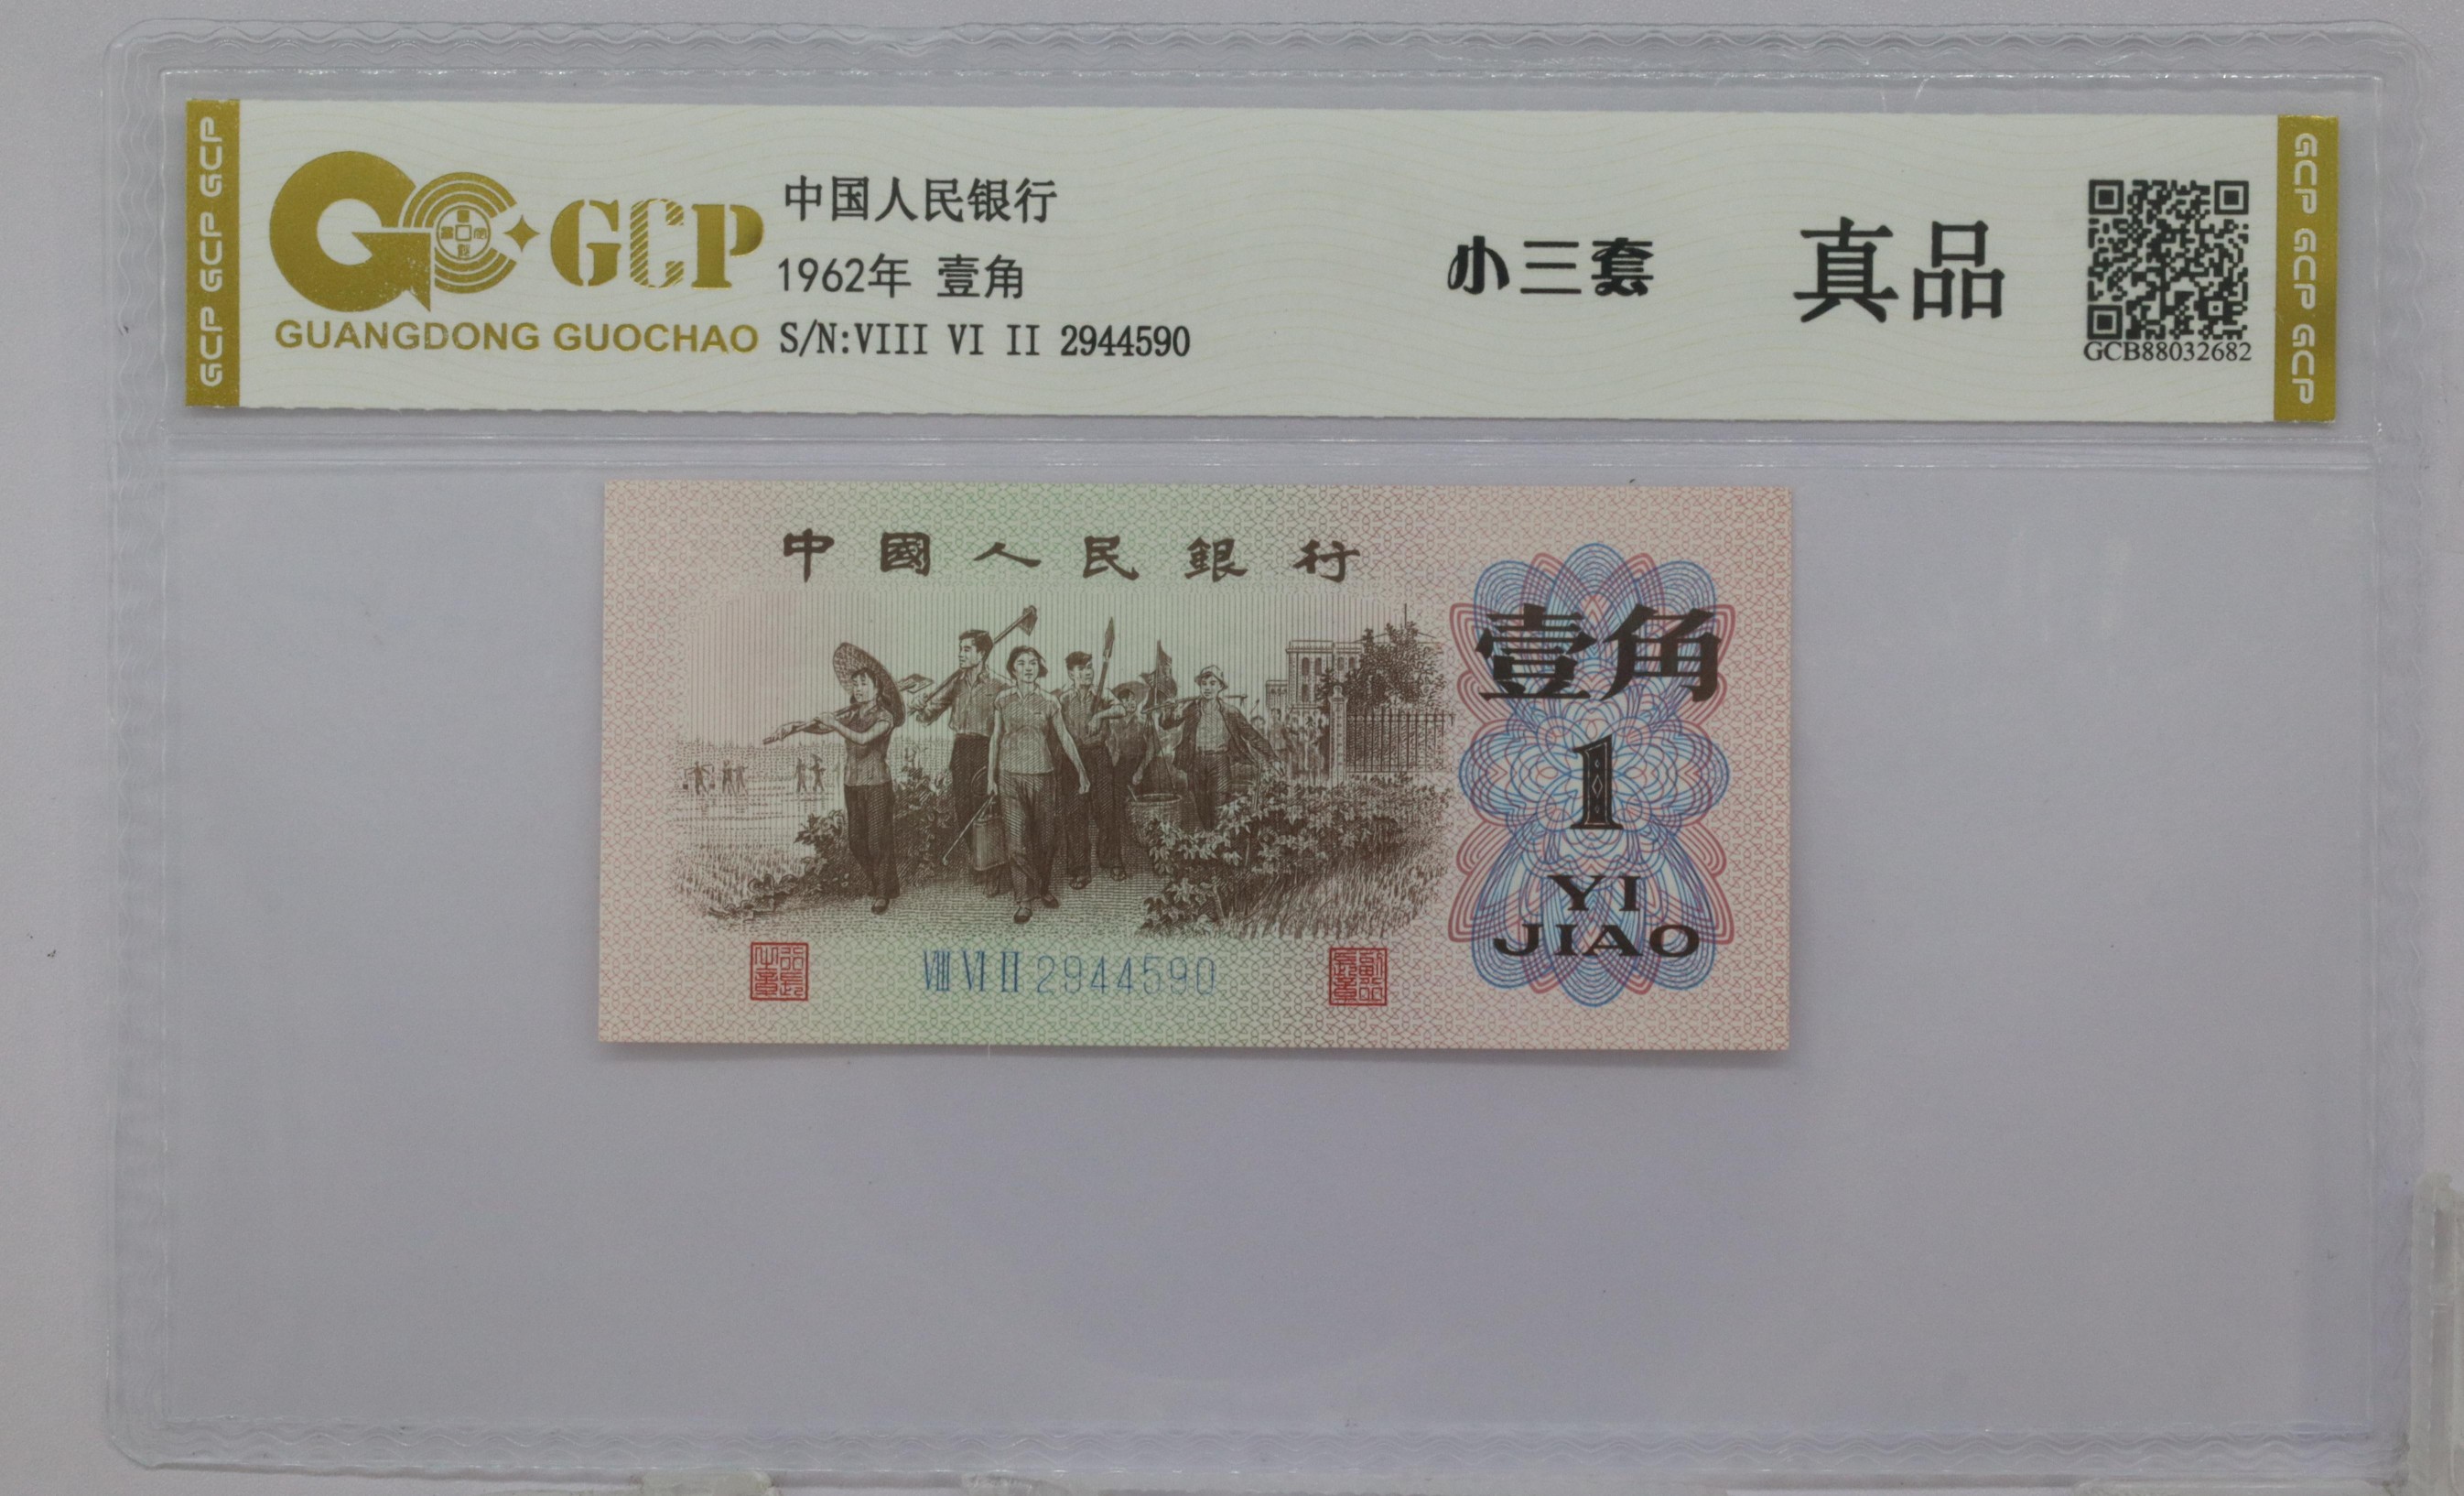 GCP GCP GCP
GCP
GUANGDONG GUOCHAO
中国人民银行
1962年 壹角
S/N:VIII VI II 2944590
小三套
真品
GCB88032682
GCP GCP GCP
中國人民銀行
壹角
1
YI
JIAO
VIII VI II 2944590